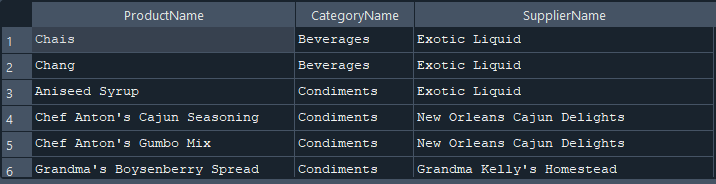 ProductName CategoryName SupplierName
1 Chais Beverages Exotic Liquid
2 Chang Beverages Exotic Liquid
3 Aniseed Syrup Condiments Exotic Liquid
4 Chef Anton's Cajun Seasoning Condiments New Orleans Cajun Delights
5 Chef Anton's Gumbo Mix Condiments New Orleans Cajun Delights
6 Grandma's Boysenberry Spread Condiments Grandma Kelly's Homestead